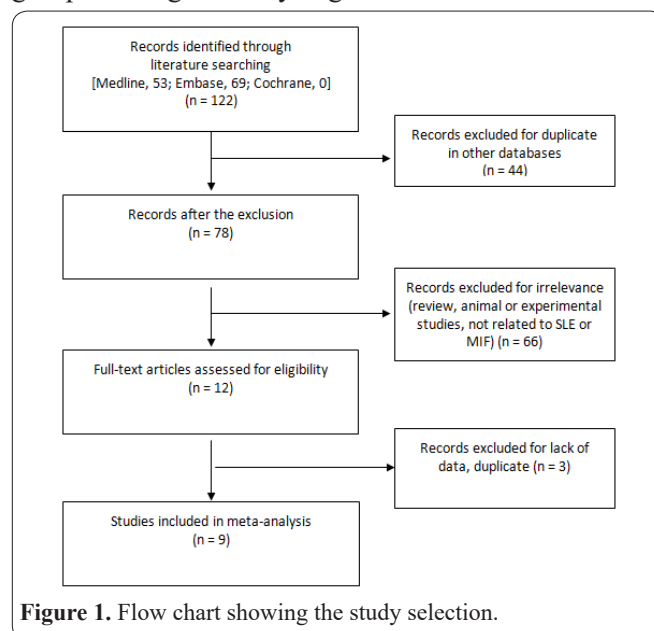 Records identified through
literature searching
[Medline, 53; Embase, 69; Cochrane, 0]
(n = 122)
Records excluded for duplicate
in other databases
(n = 44)
Records after the exclusion
(n = 78)
Records excluded for irrelevance
(review, animal or experimental
studies, not related to SLE or
MIF) (n = 66)
Full-text articles assessed for eligibility
(n = 12)
Records excluded for lack of
data, duplicate (n = 3)
Studies included in meta-analysis
(n = 9)
Figure 1. Flow chart showing the study selection.